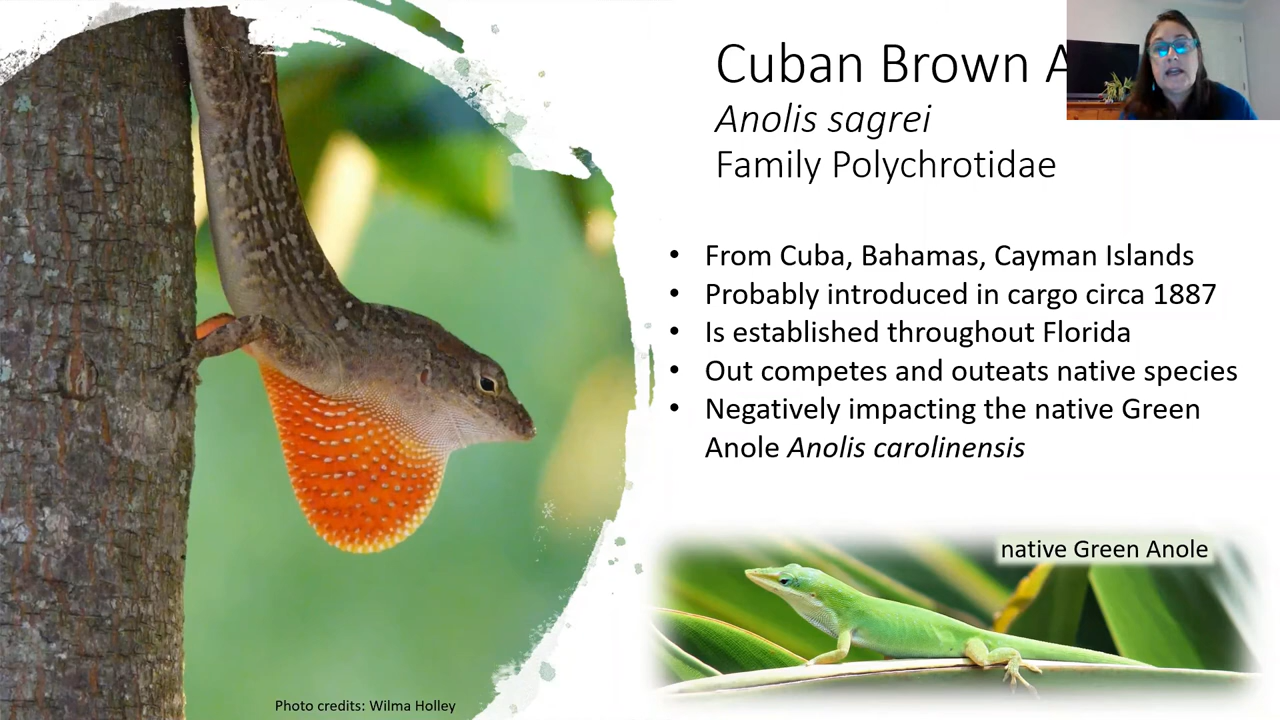 Cuban Brown A
Anolis sagrei
Family Polychrotidae
• From Cuba, Bahamas, Cayman Islands
• Probably introduced in cargo circa 1887
• Is established throughout Florida
• Out competes and outeats native species
• Negatively impacting the native Green
Anole Anolis carolinensis
native Green Anole
Photo credits: Wilma Holley